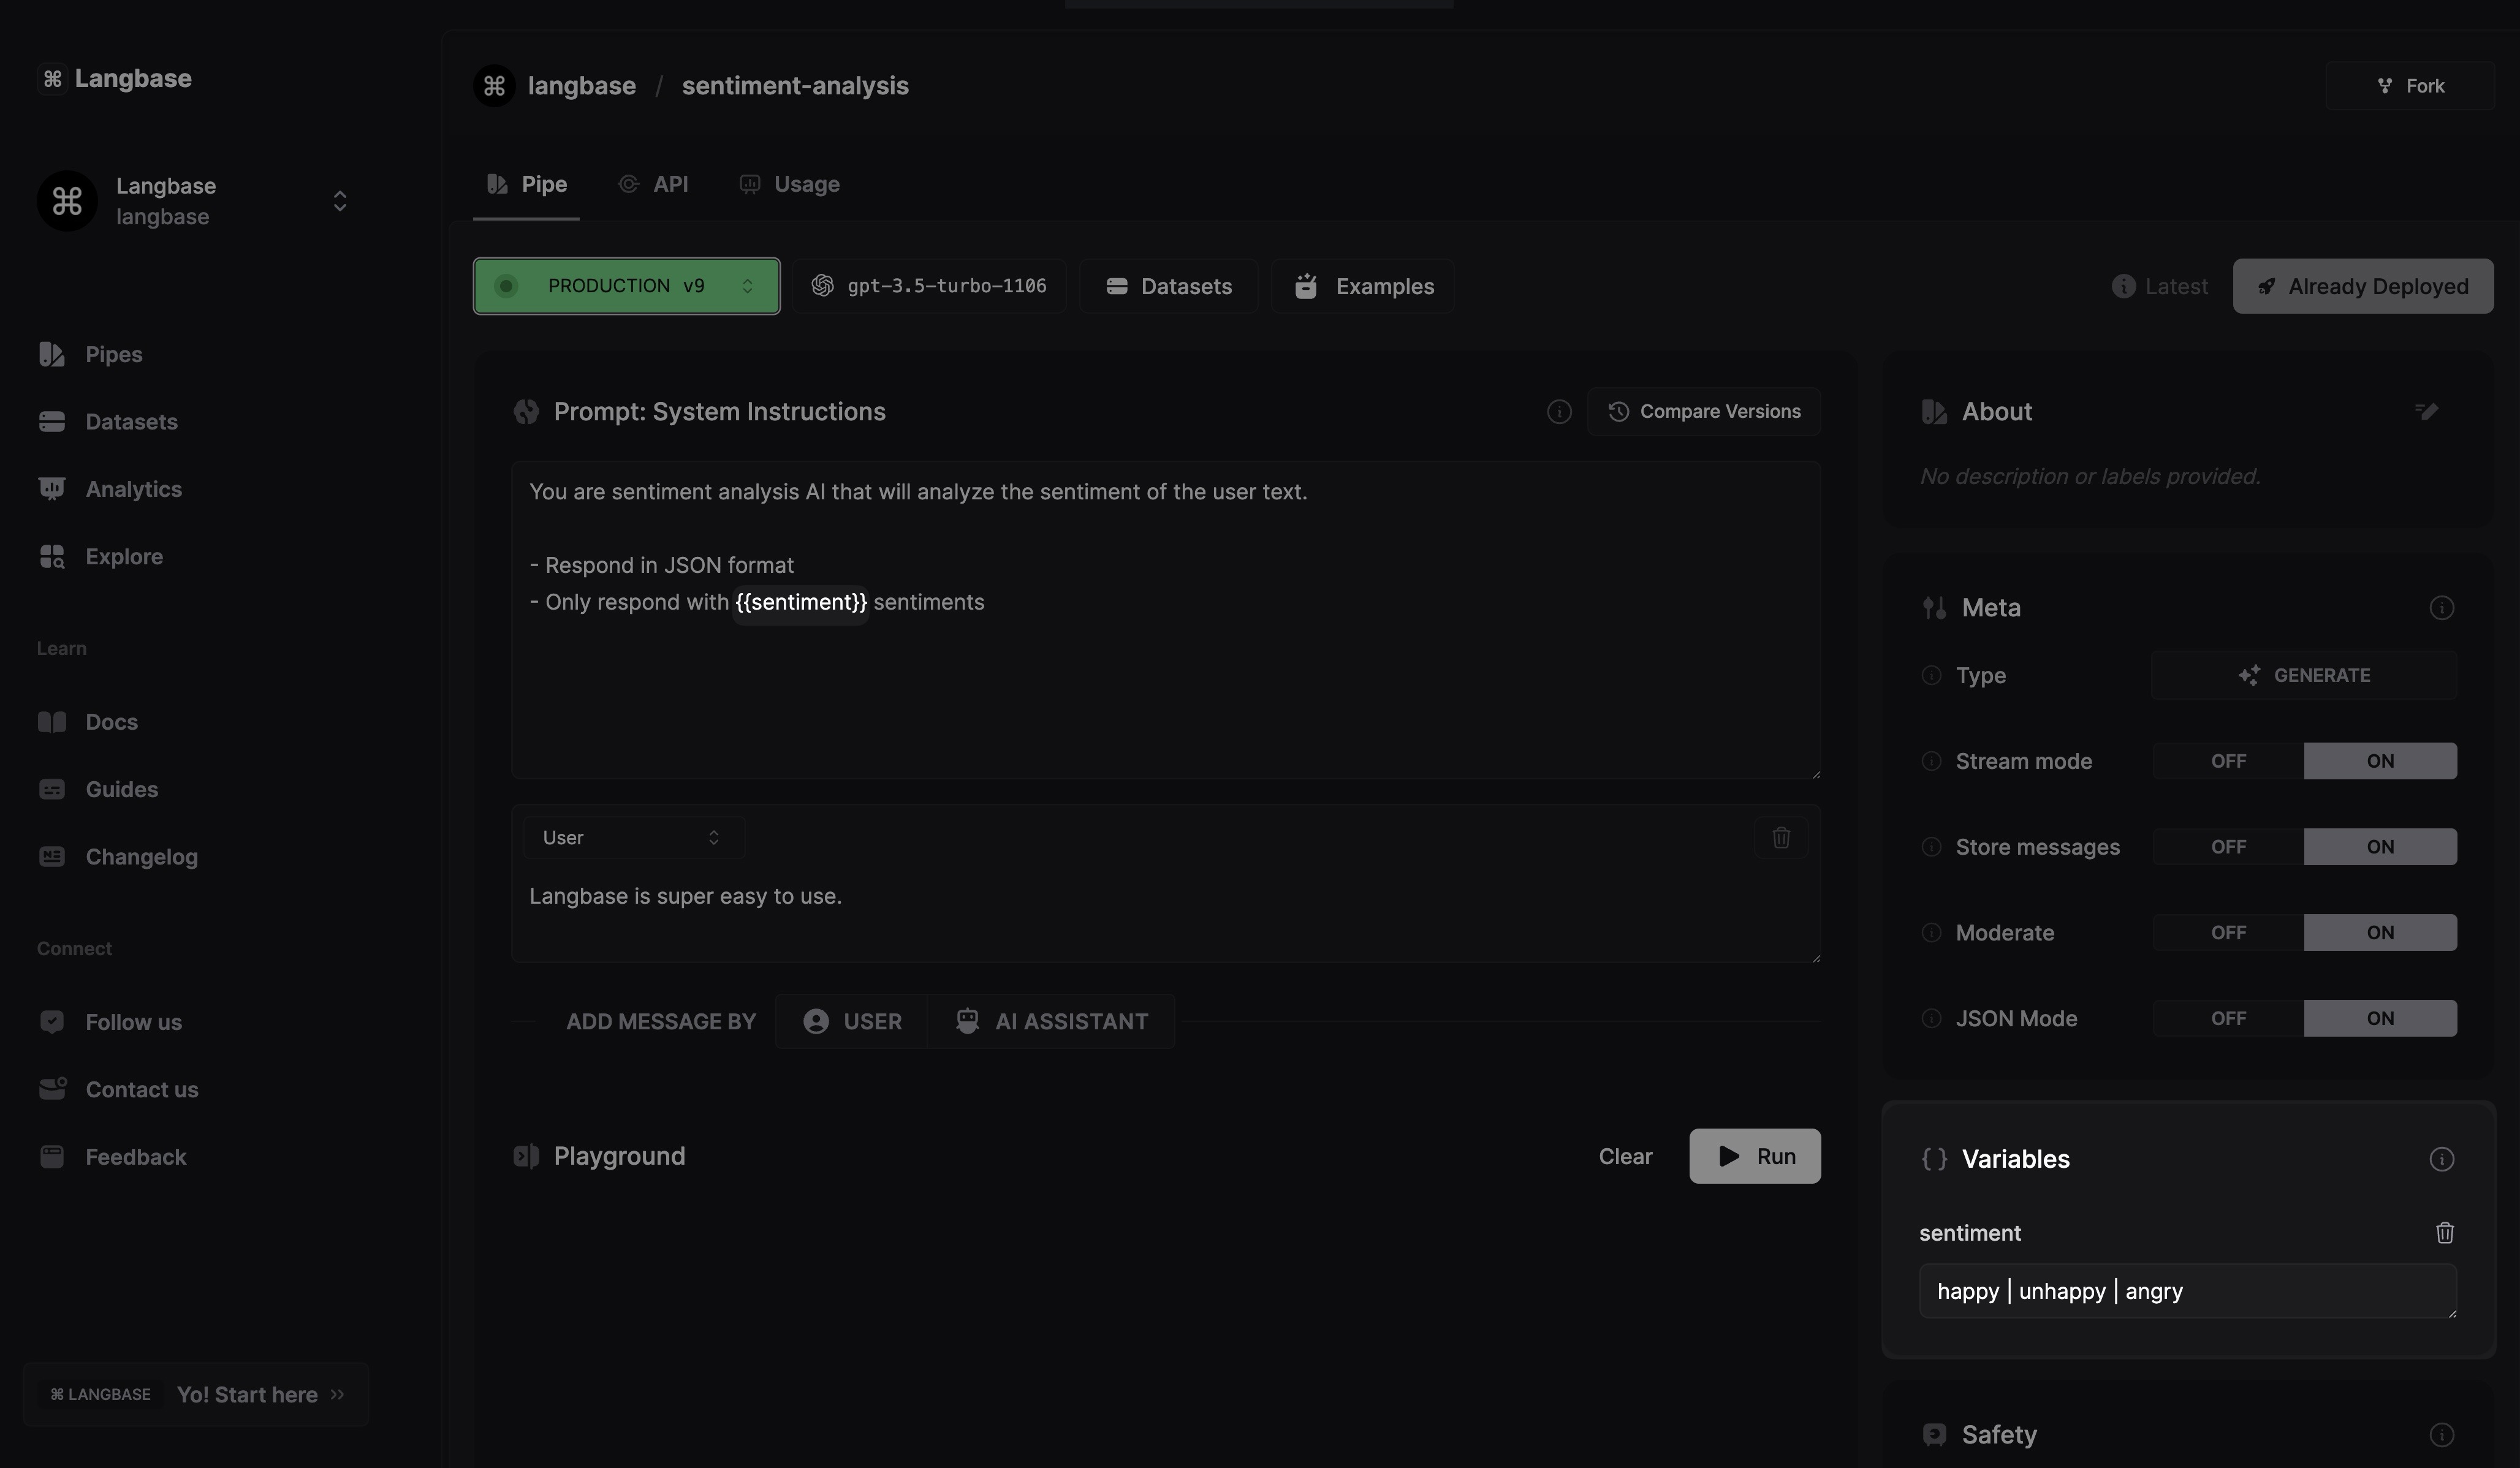 Langbase
langbase / sentiment-analysis
Fork
Langbase
langbase
Pipe
API
Usage
PRODUCTION v9
gpt-3.5-turbo-1106
Datasets
Examples
Latest
Already Deployed
Pipes
Datasets
Analytics
Explore
Learn
Docs
Guides
Changelog
Connect
Follow us
Contact us
Feedback
⌘ LANGBASE Yo! Start here
Prompt: System Instructions
Compare Versions
You are sentiment analysis AI that will analyze the sentiment of the user text.
- Respond in JSON format
- Only respond with {{sentiment}} sentiments
User
Langbase is super easy to use.
ADD MESSAGE BY
USER
AI ASSISTANT
Playground
Clear
Run
About
No description or labels provided.
Meta
Type
GENERATE
Stream mode
OFF ON
Store messages
OFF ON
Moderate
OFF ON
JSON Mode
OFF ON
{} Variables
sentiment
happy | unhappy | angry
Safety